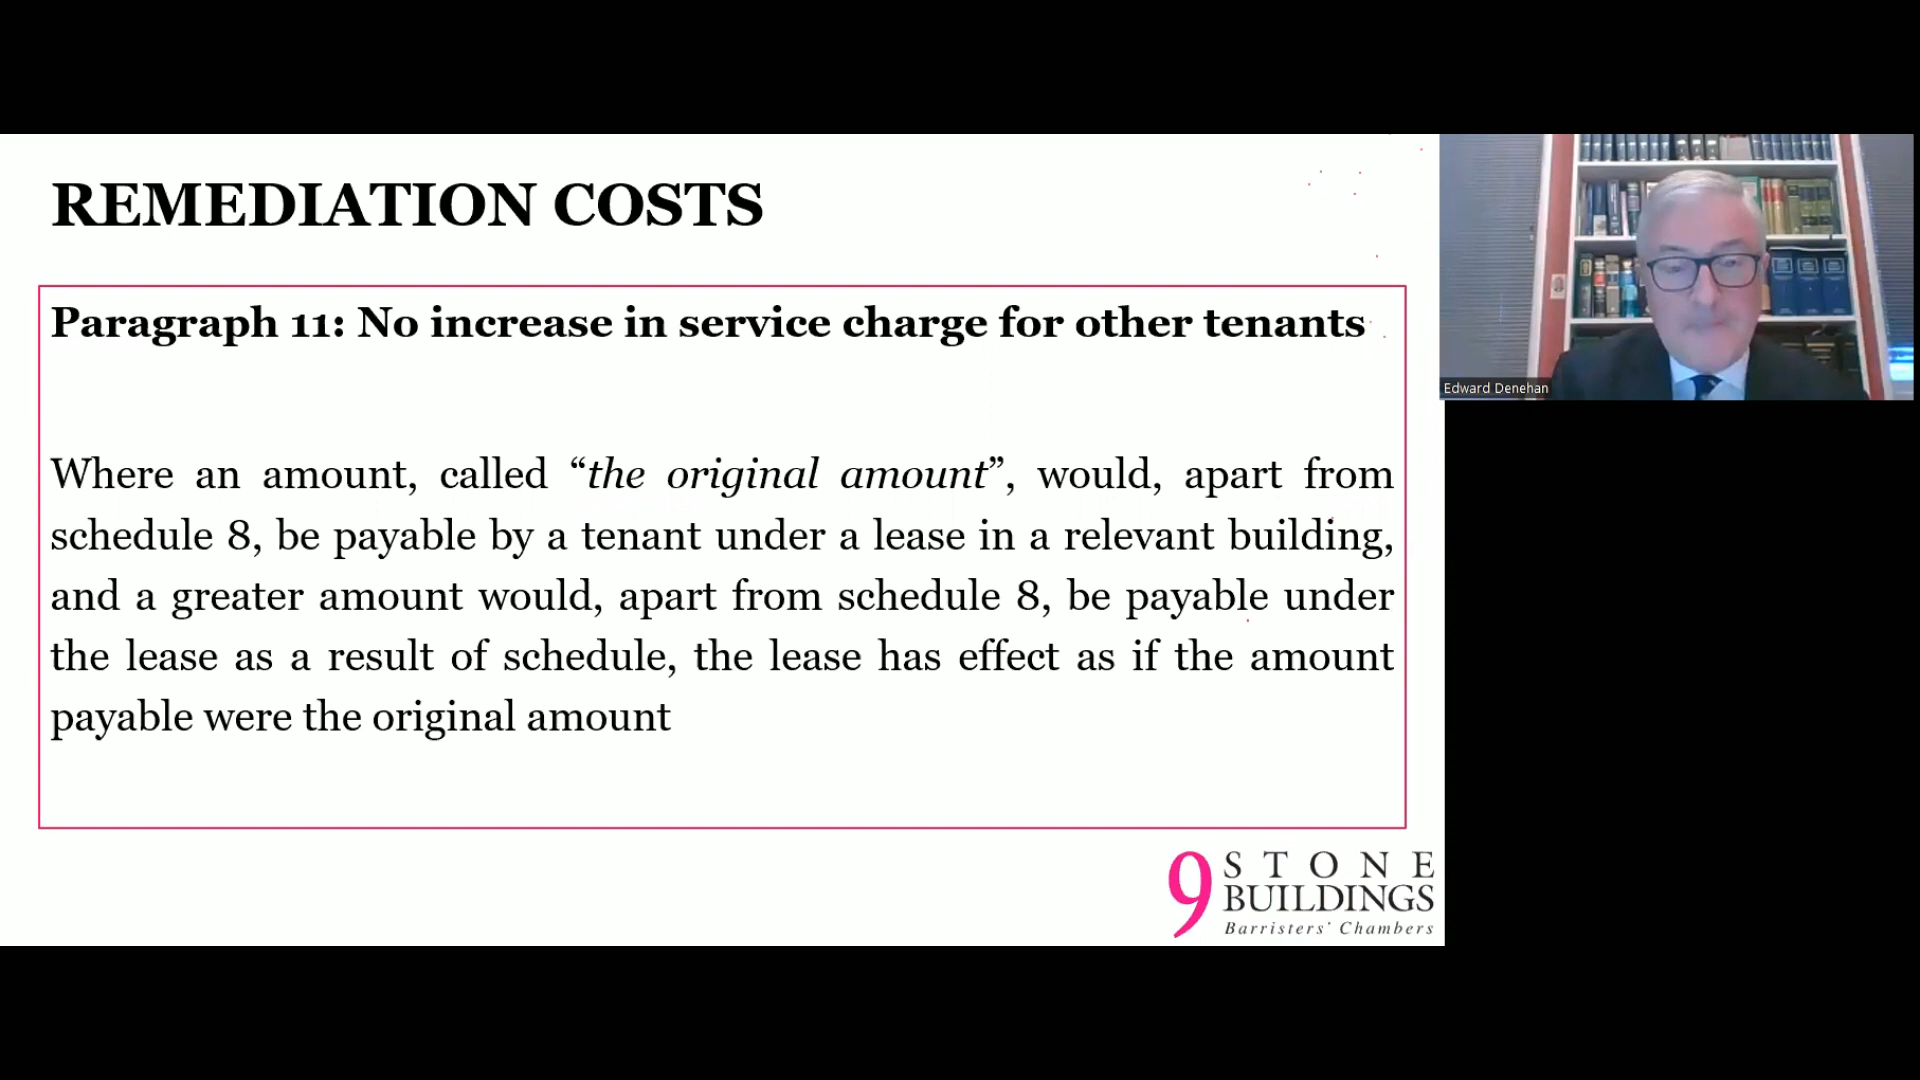 REMEDIATION COSTS
Paragraph 11: No increase in service charge for other tenants
Where an amount, called “the original amount”, would, apart from
schedule 8, be payable by a tenant under a lease in a relevant building,
and a greater amount would, apart from schedule 8, be payable under
the lease as a result of schedule, the lease has effect as if the amount
payable were the original amount
9 STONE
BUILDINGS
Barristers' Chambers
Edward Denehan